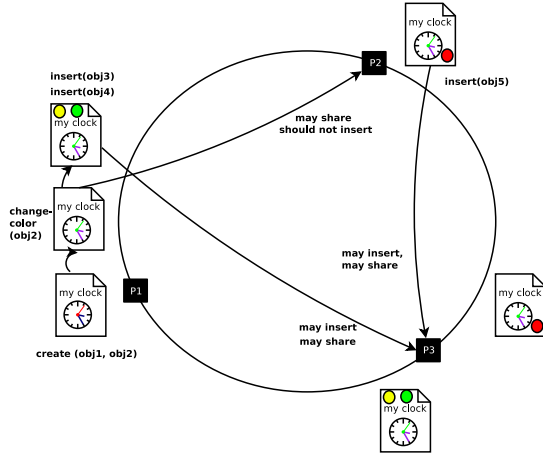 my clock
P2
insert(obj5)
insert(obj3)
insert(obj4)
my clock
may share
should not insert
my clock
change-
color
(obj2)
may insert,
may share
my clock
P1
my clock
create (obj1, obj2)
may insert
may share
P3
my clock